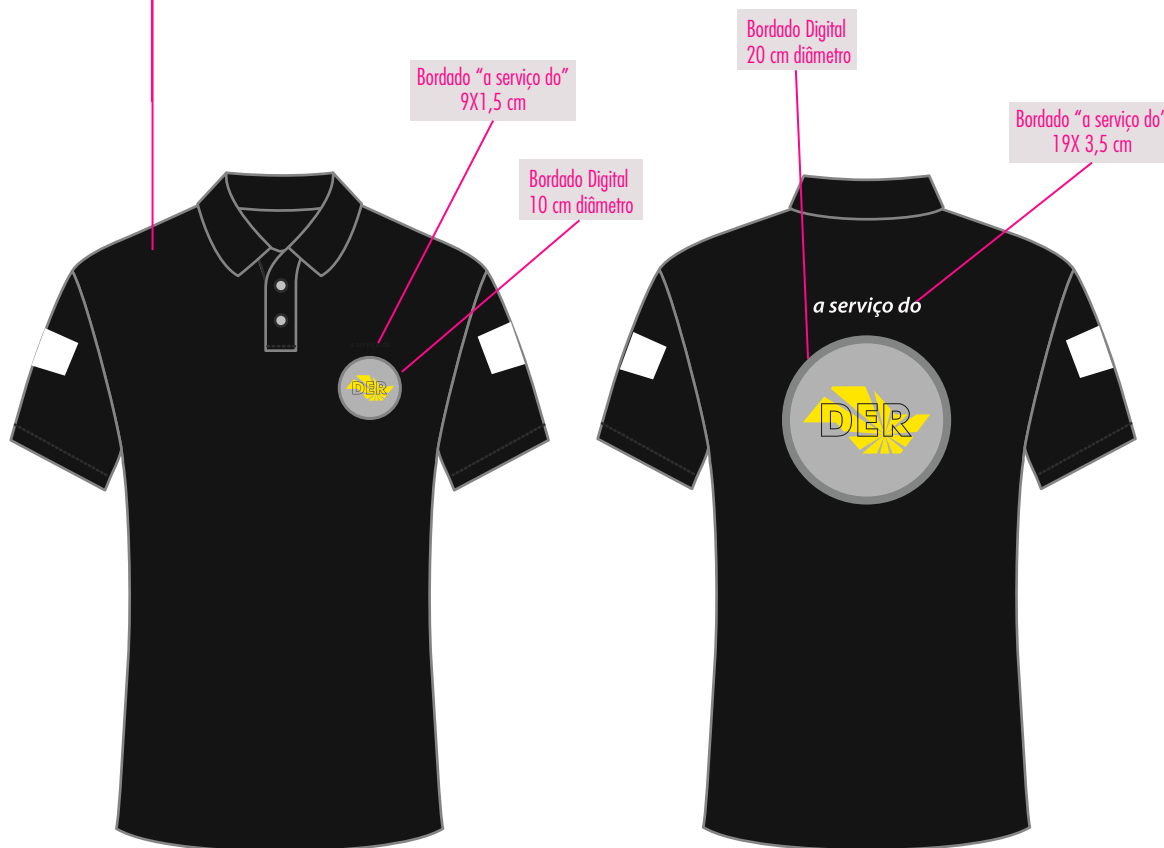 Bordado Digital
20 cm diâmetro
Bordado “a serviço do”
9X1,5 cm
Bordado “a serviço do”
19X 3,5 cm
Bordado Digital
10 cm diâmetro
a serviço do
DER
DER